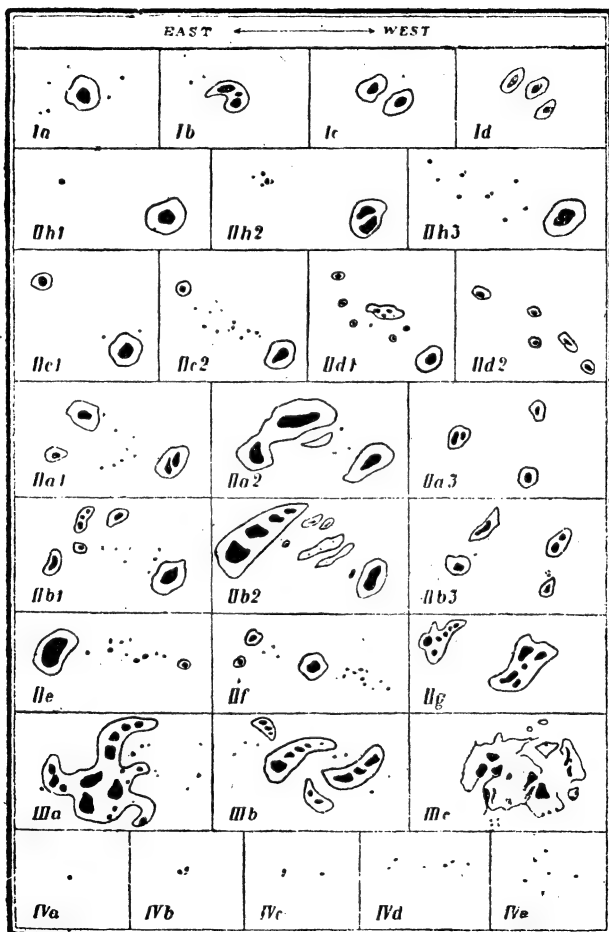 EAST ⟵⟶ WEST
Ia Ib Ic Id
IIh1 IIh2 IIh3
IIc1 IIc2 IId1 IId2
IIa1 IIa2 IIa3
IIb1 IIb2 IIb3
IIe IIf IIg
IIIa IIIb IIIc
IVa IVb IVc IVd IVe